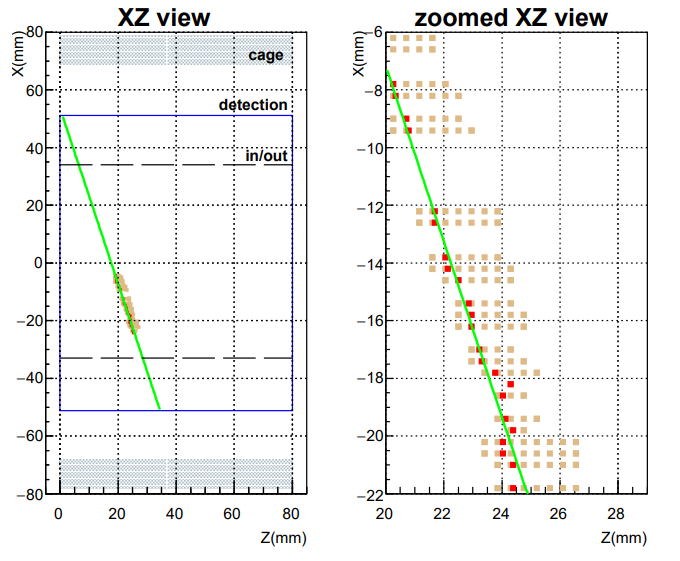 XZ view
X(mm)
80
60
40
20
0
−20
−40
−60
−80
cage
detection
in/out
0 20 40 60 80
Z(mm)
zoomed XZ view
X(mm)
−6
−8
−10
−12
−14
−16
−18
−20
−22
20 22 24 26 28
Z(mm)